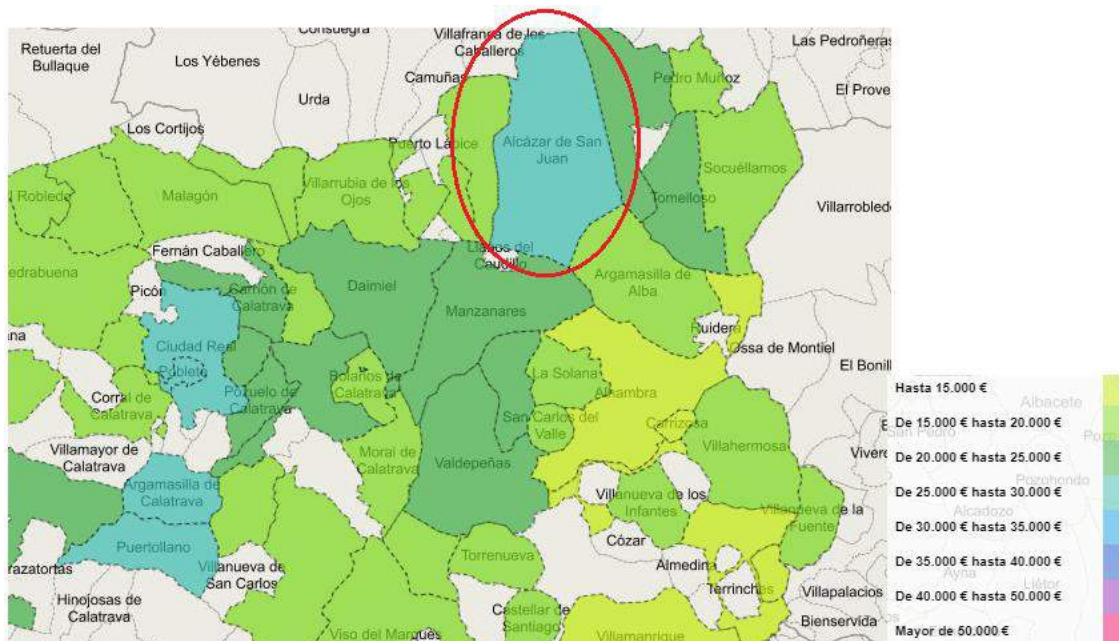 Consuegra
Villafranca de los
Caballeros
Las Pedroñeras
Retuerta del
Bullaque
Los Yébenes
Camuñas
Pedro Muñoz
Urda
El Prove
Los Cortijos
Puerto Lápice
Alcázar de San
Juan
Socuéllamos
l Robledo
Malagón
Villarrubia de los
Ojos
Tomelloso
Villarrobledo
Fernán Caballero
Llanos del
Caudillo
edrabuena
Picón
Carrión de
Calatrava
Daimiel
Manzanares
Argamasilla de
Alba
ana
Ciudad Real
Poblete
Ruidera
Ossa de Montiel
El Bonill
Corral de
Calatrava
Pozuelo de
Calatrava
Bolaños de
Calatrava
La Solana
Alhambra
San Carlos del
Valle
Carrizosa
Villahermosa
Villamayor de
Calatrava
Moral de
Calatrava
Valdepeñas
Vivero
Argamasilla de
Calatrava
Villanueva de los
Infantes
Villanueva de la
Fuente
Puertollano
Cózar
razatortas
Villanueva de
San Carlos
Torrenueva
Almedina
Terrinches
Villapalacios
Hinojosas de
Calatrava
Castellar de
Santiago
Bienservida
Viso del Marqués
Villamanrique
Hasta 15.000 €
Albacete
De 15.000 € hasta 20.000 €
San Pedro
Poz
De 20.000 € hasta 25.000 €
Pozohondo
De 25.000 € hasta 30.000 €
Alcadozo
De 30.000 € hasta 35.000 €
De 35.000 € hasta 40.000 €
Ayna
Liétor
De 40.000 € hasta 50.000 €
Mayor de 50.000 €